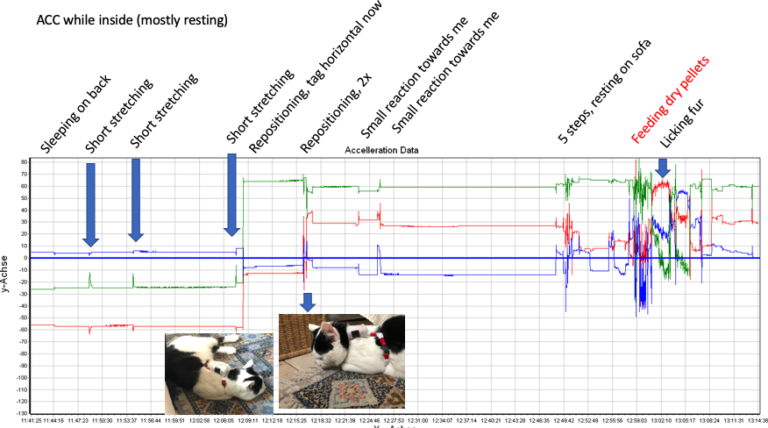 ACC while inside (mostly resting)
Sleeping on back
Short stretching
Short stretching
Short stretching
Repositioning, tag horizontal now
Repositioning, 2x
Small reaction towards me
Small reaction towards me
5 steps, resting on sofa
Feeding dry pellets
Licking fur
Accelleration Data
y-Achse
80
70
60
50
40
30
20
10
0
-10
-20
-30
-40
-50
-60
-70
-80
-90
-100
-110
-120
-130
11:41:25 11:44:16 11:47:23 11:50:30 11:53:37 11:56:44 11:59:51 12:02:58 12:06:05 12:09:11 12:12:18 12:15:25 12:18:32 12:21:39 12:24:46 12:27:53 12:31:00 12:34:07 12:37:14 12:40:21 12:43:28 12:46:35 12:49:42 12:52:49 12:55:56 12:59:03 13:02:10 13:05:17 13:08:24 13:11:31 13:14:38